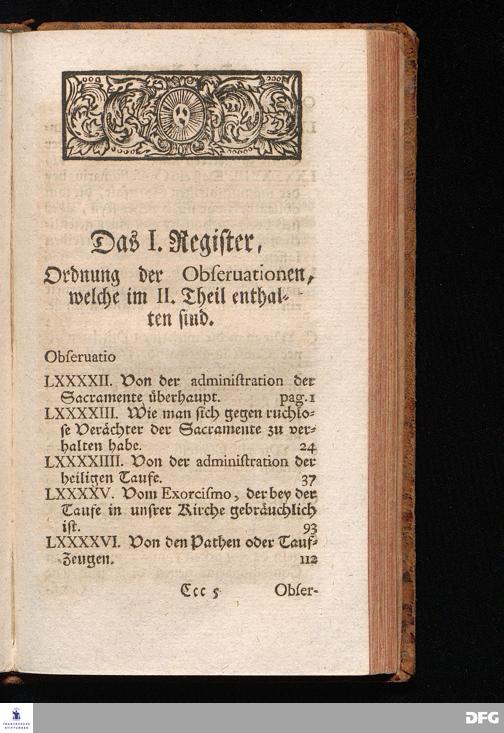 Das I. Regiſter,
Ordnung der Obſeruationen,
welche im II. Theil enthal-
ten ſind.
Obſeruatio
LXXXXII. Von der adminiſtration der
Sacramente überhaupt. pag. 1
LXXXXIII. Wie man ſich gegen ruchlo-
ſe Verächter der Sacramente zu ver-
halten habe. 24
LXXXXIIII. Von der adminiſtration der
heiligen Taufe. 37
LXXXXV. Vom Exorciſmo, der bey der
Taufe in unſrer Kirche gebräuchlich
iſt. 93
LXXXXVI. Von den Pathen oder Tauf-
Zeugen. 112
Ccc 5 Obſer-
FRANCKESCHE
STIFTUNGEN
DFG